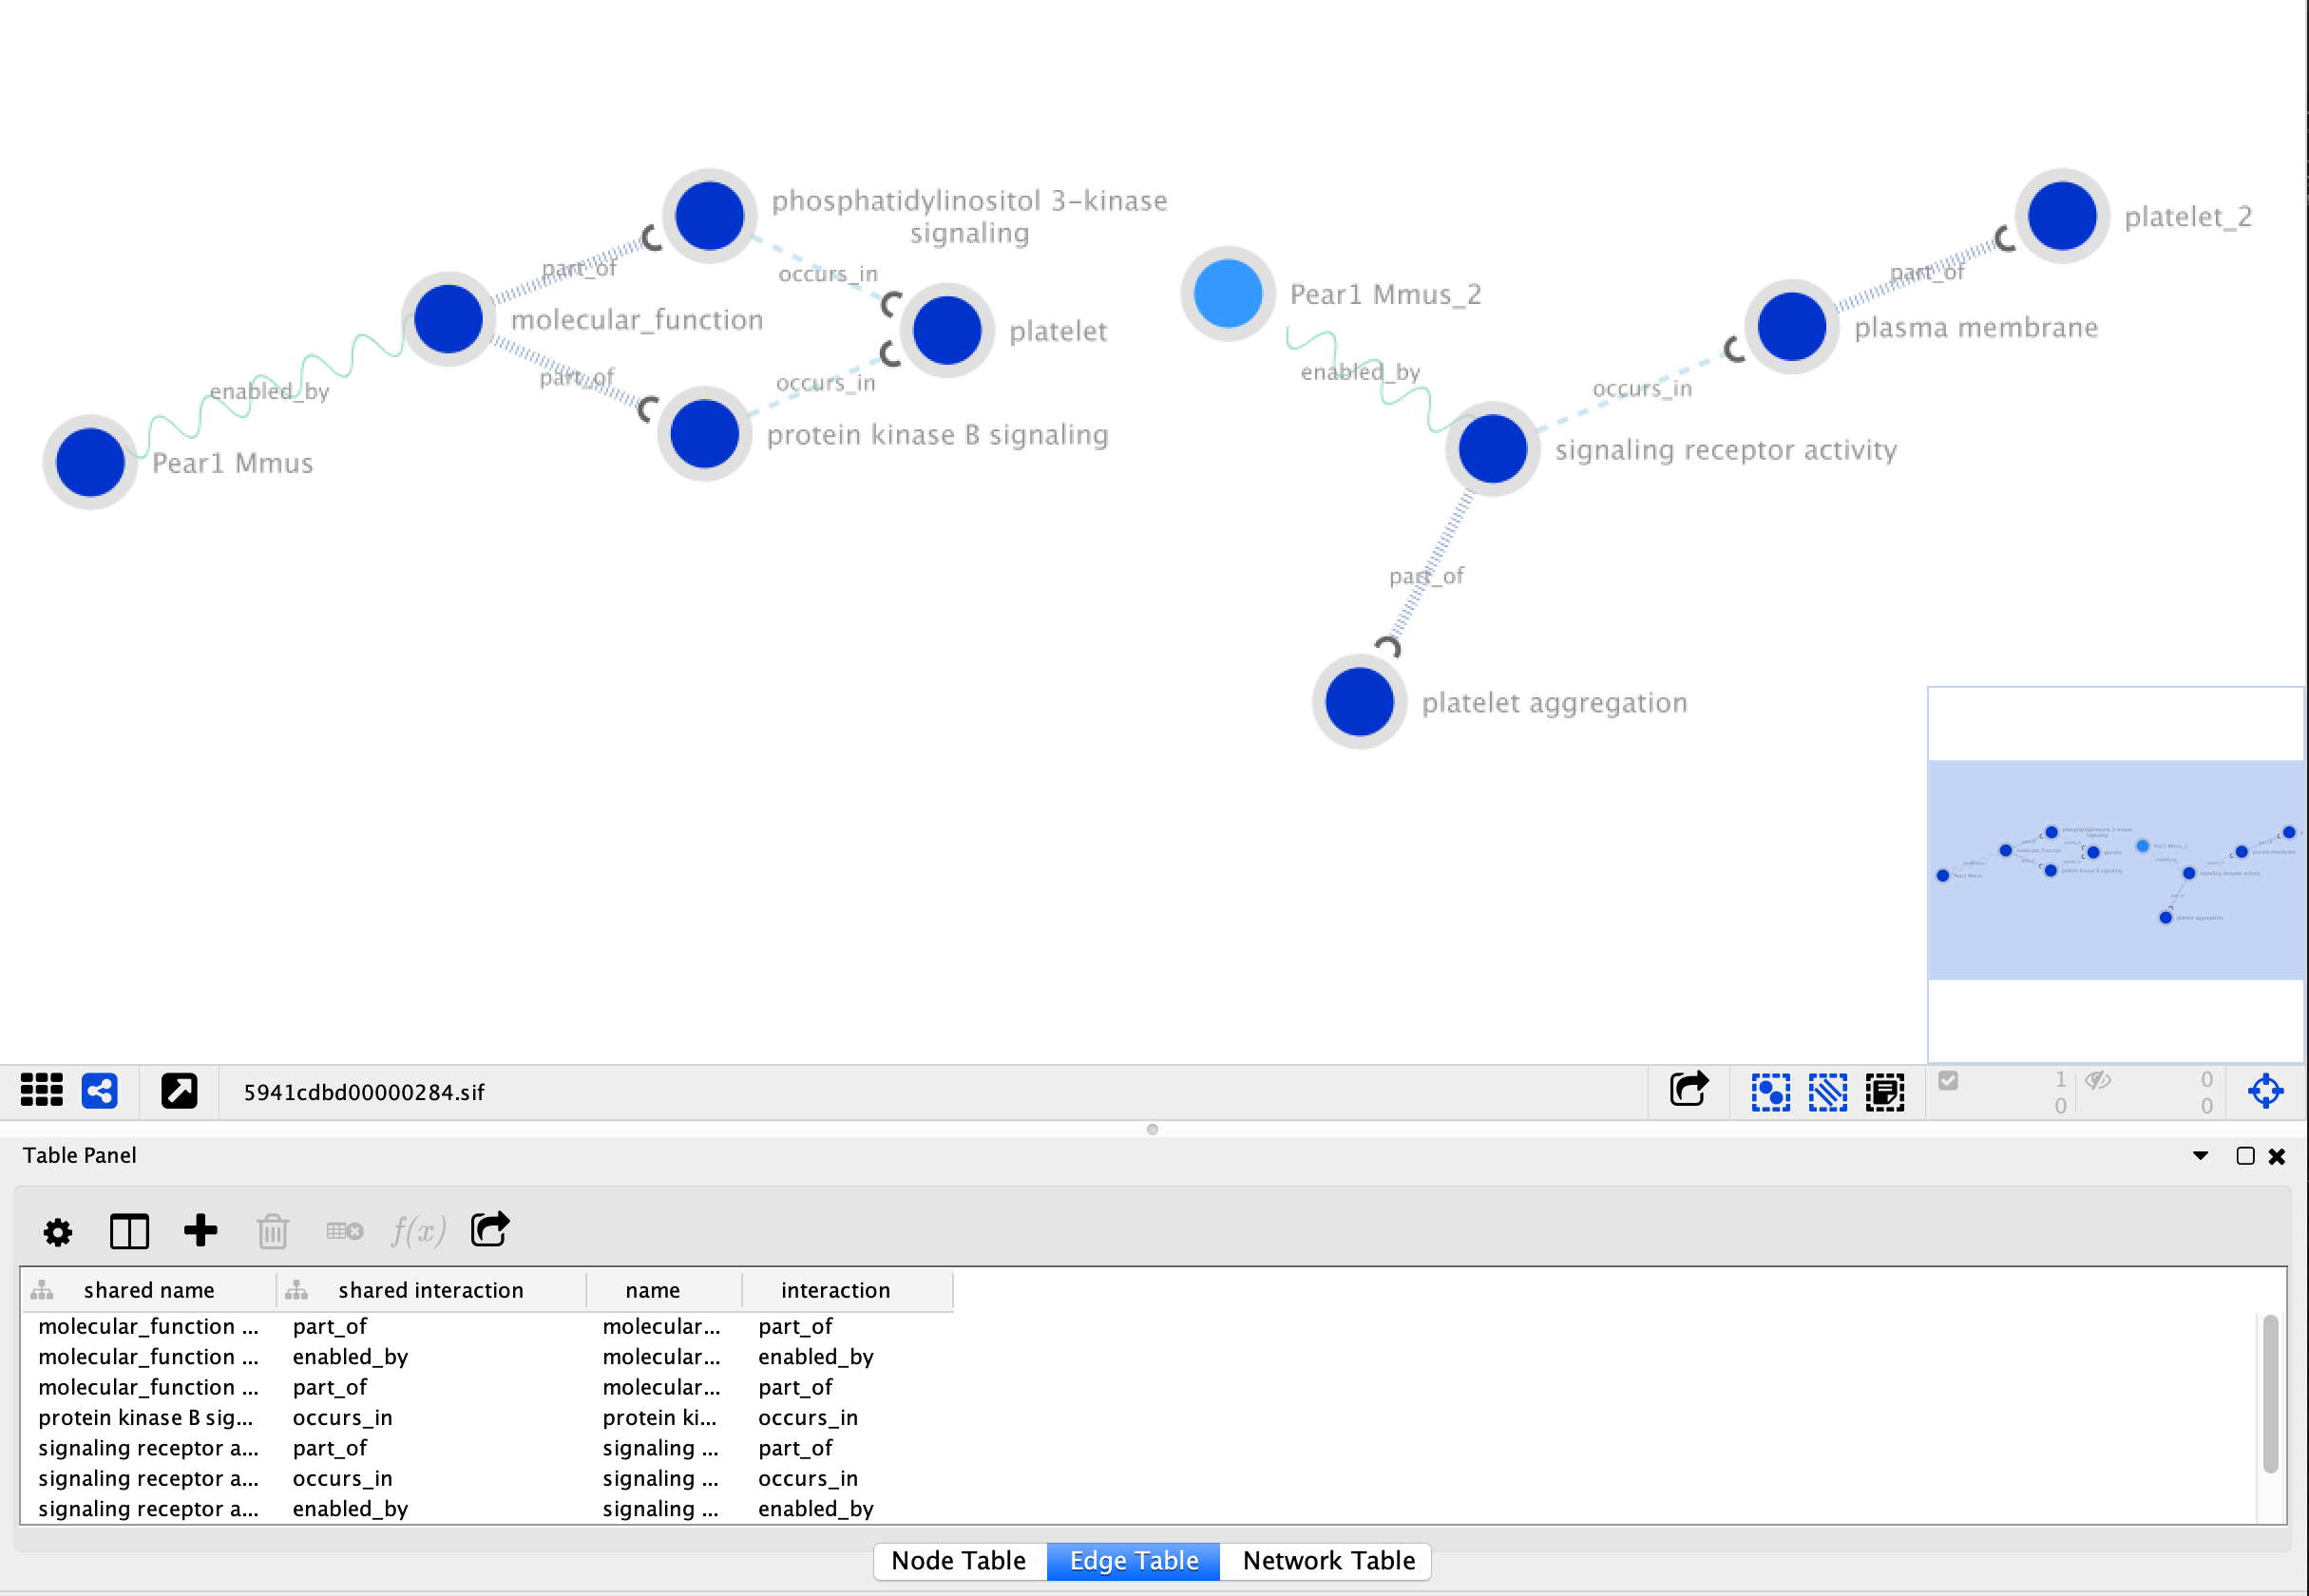 phosphatidylinositol 3-kinase
signaling
platelet_2
part_of
occurs_in
part_of
Pear1 Mmus_2
molecular_function
platelet
plasma membrane
enabled_by
part_of
occurs_in
enabled_by
occurs_in
protein kinase B signaling
signaling receptor activity
Pear1 Mmus
part_of
platelet aggregation
5941cdbd00000284.sif
1
0
0
0
Table Panel
f(x)
shared name shared interaction name interaction
molecular_function ... part_of molecular... part_of
molecular_function ... enabled_by molecular... enabled_by
molecular_function ... part_of molecular... part_of
protein kinase B sig... occurs_in protein ki... occurs_in
signaling receptor a... part_of signaling ... part_of
signaling receptor a... occurs_in signaling ... occurs_in
signaling receptor a... enabled_by signaling ... enabled_by
Node Table Edge Table Network Table